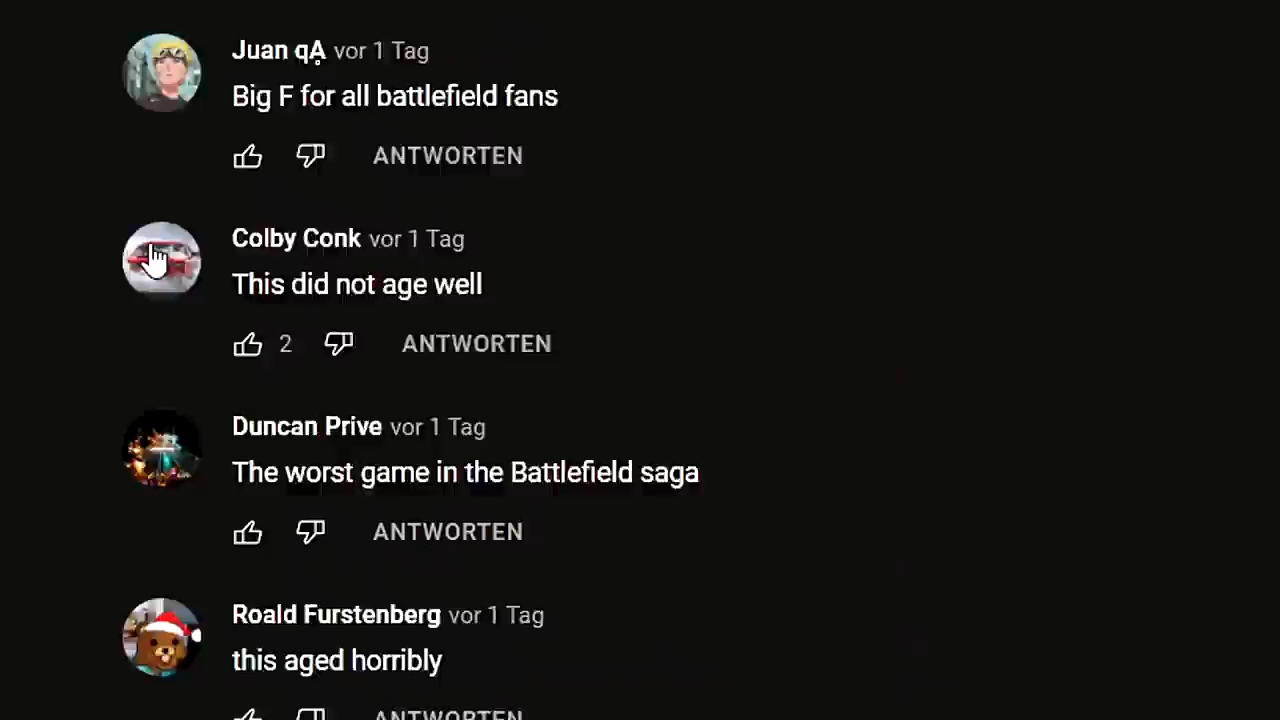 Juan qẠ vor 1 Tag
Big F for all battlefield fans
ANTWORTEN
Colby Conk vor 1 Tag
This did not age well
2 ANTWORTEN
Duncan Prive vor 1 Tag
The worst game in the Battlefield saga
ANTWORTEN
Roald Furstenberg vor 1 Tag
this aged horribly
ANTWORTEN